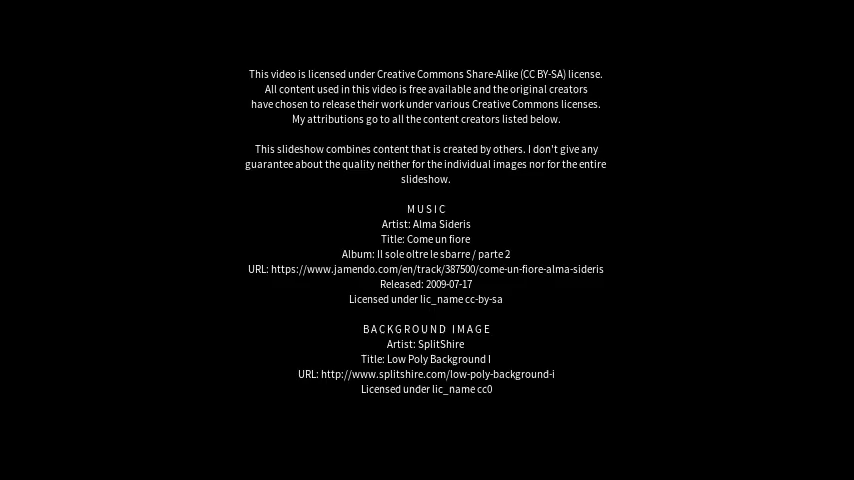 This video is licensed under Creative Commons Share-Alike (CC BY-SA) license.
All content used in this video is free available and the original creators
have chosen to release their work under various Creative Commons licenses.
My attributions go to all the content creators listed below.
This slideshow combines content that is created by others. I don't give any
guarantee about the quality neither for the individual images nor for the entire
slideshow.
MUSIC
Artist: Alma Sideris
Title: Come un fiore
Album: Il sole oltre le sbarre / parte 2
URL: https://www.jamendo.com/en/track/387500/come-un-fiore-alma-sideris
Released: 2009-07-17
Licensed under lic_name cc-by-sa
BACKGROUND IMAGE
Artist: SplitShire
Title: Low Poly Background I
URL: http://www.splitshire.com/low-poly-background-i
Licensed under lic_name cc0